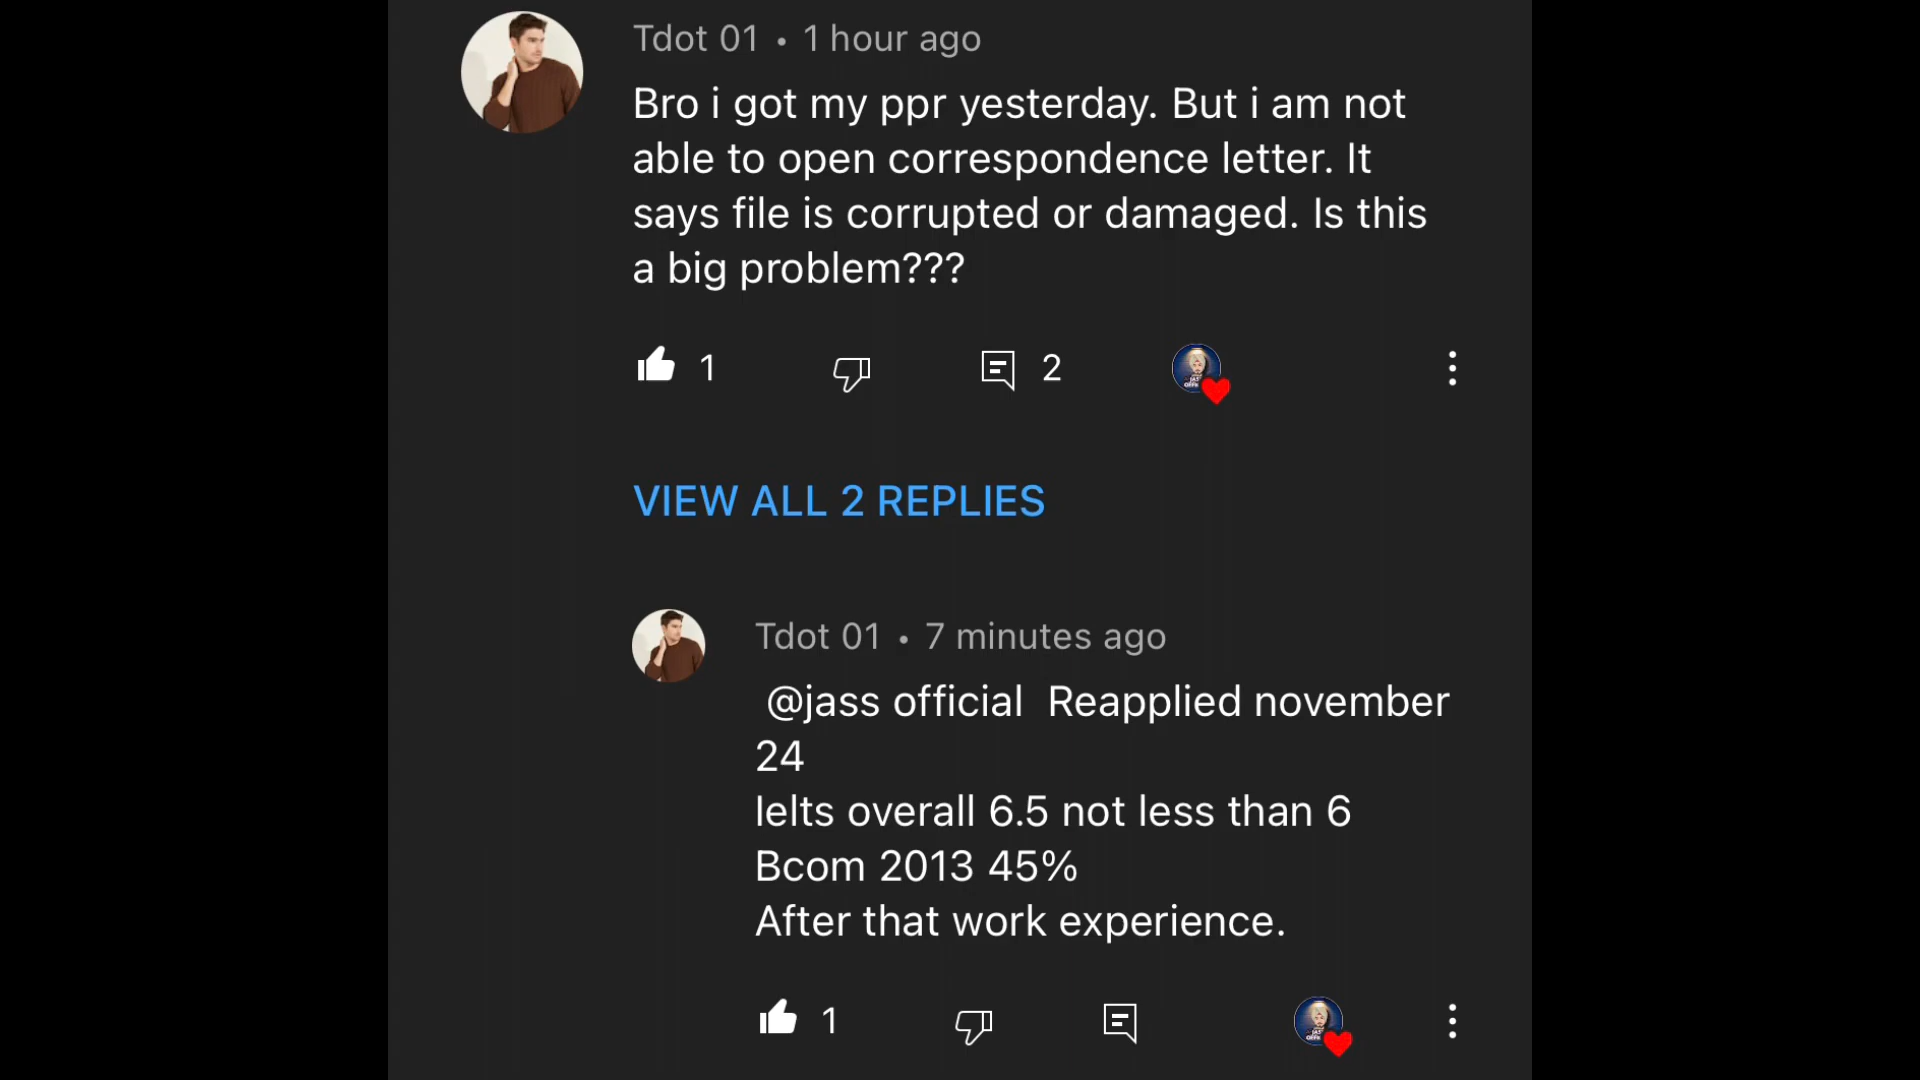 Tdot 01 • 1 hour ago
Bro i got my ppr yesterday. But i am not
able to open correspondence letter. It
says file is corrupted or damaged. Is this
a big problem???
1 2
VIEW ALL 2 REPLIES
Tdot 01 • 7 minutes ago
@jass official Reapplied november
24
Ielts overall 6.5 not less than 6
Bcom 2013 45%
After that work experience.
1